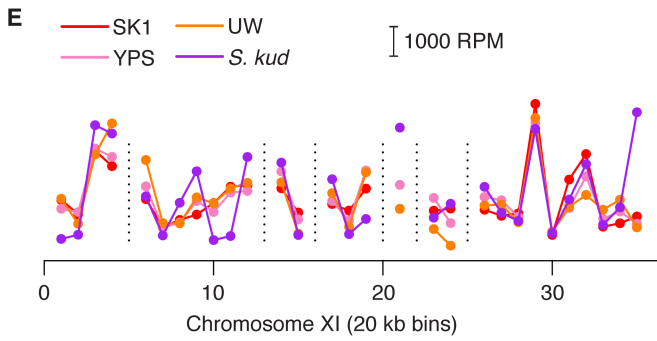 E
SK1 UW 1000 RPM
YPS S. kud
0 10 20 30
Chromosome XI (20 kb bins)